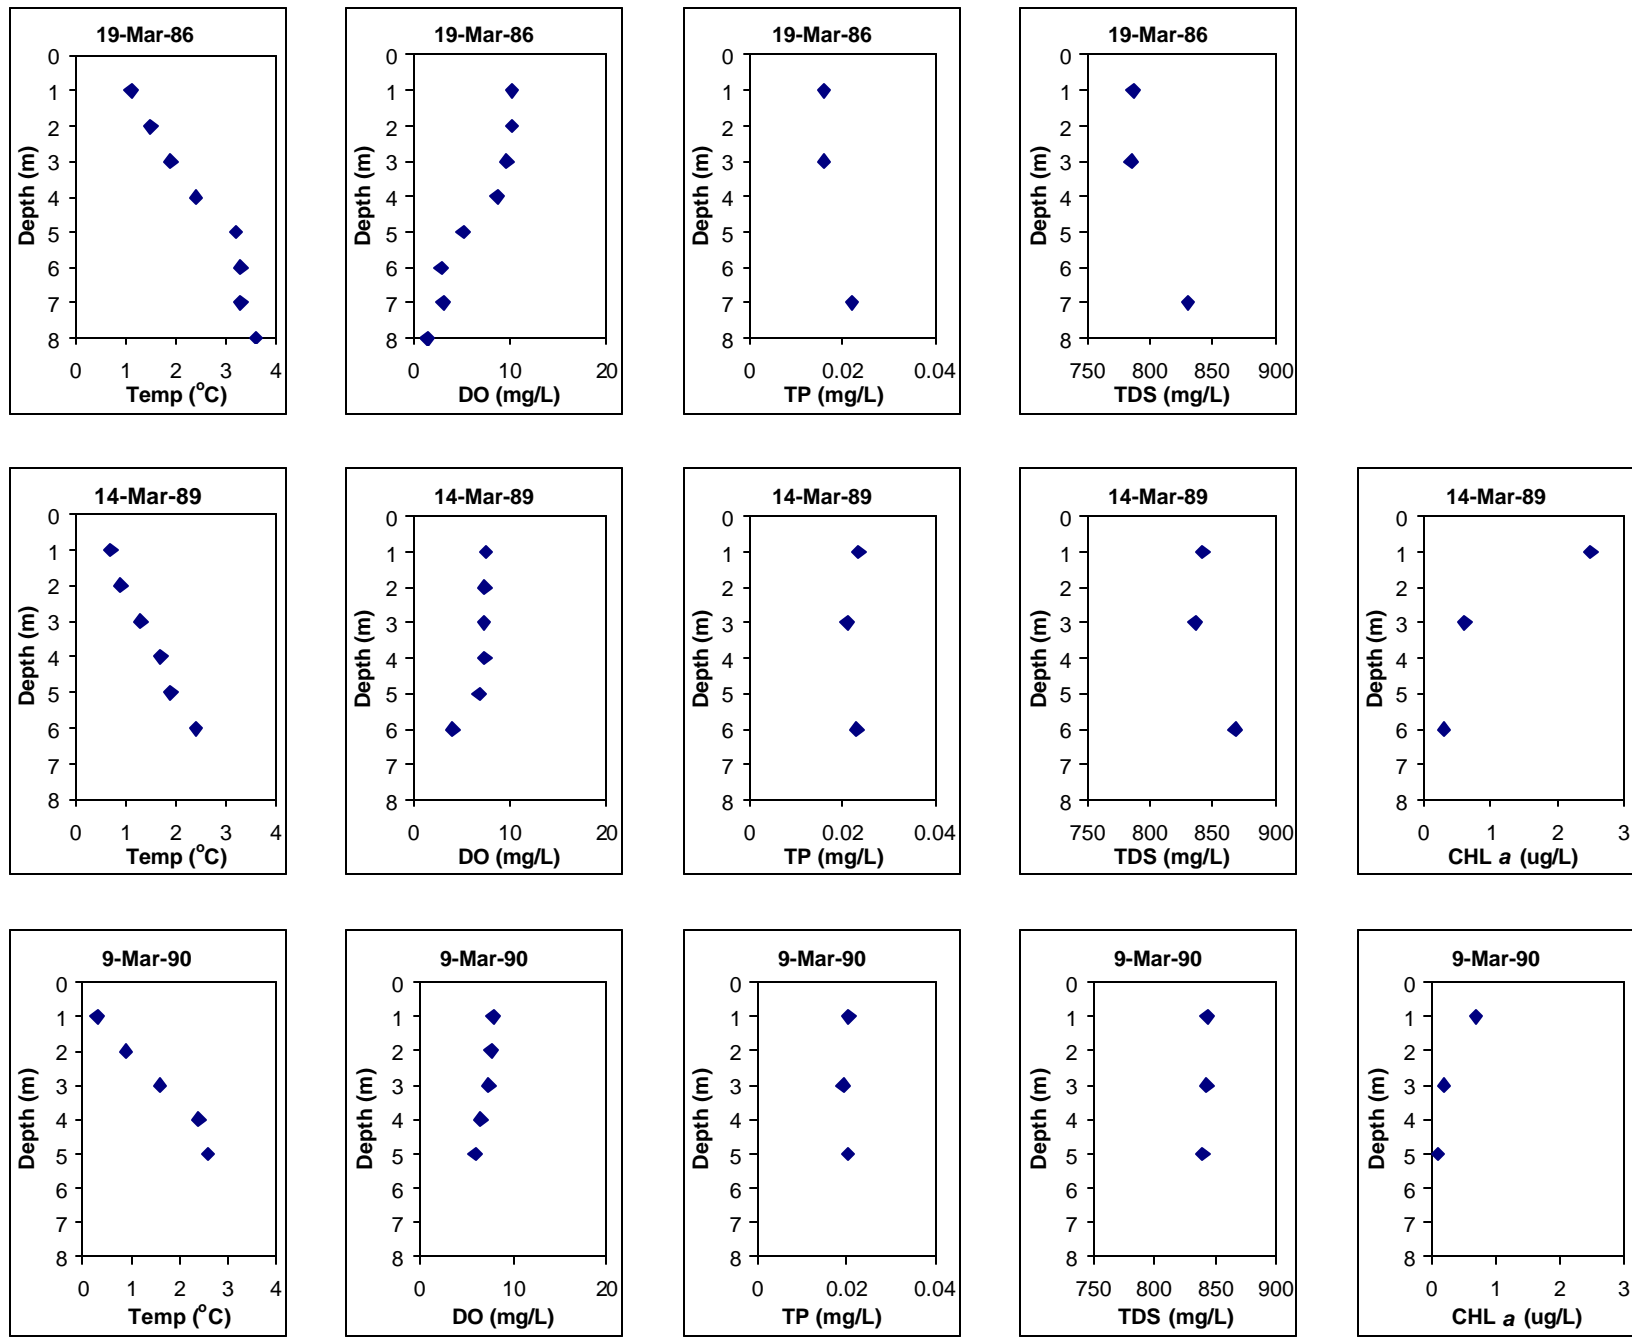 19-Mar-86
0
1
2
3
4
5
6
7
8
0 1 2 3 4
Depth (m)
Temp (°C)
19-Mar-86
0
1
2
3
4
5
6
7
8
0 10 20
Depth (m)
DO (mg/L)
19-Mar-86
0
1
2
3
4
5
6
7
8
0 0.02 0.04
Depth (m)
TP (mg/L)
19-Mar-86
0
1
2
3
4
5
6
7
8
750 800 850 900
Depth (m)
TDS (mg/L)
14-Mar-89
0
1
2
3
4
5
6
7
8
0 1 2 3 4
Depth (m)
Temp (°C)
14-Mar-89
0
1
2
3
4
5
6
7
8
0 10 20
Depth (m)
DO (mg/L)
14-Mar-89
0
1
2
3
4
5
6
7
8
0 0.02 0.04
Depth (m)
TP (mg/L)
14-Mar-89
0
1
2
3
4
5
6
7
8
750 800 850 900
Depth (m)
TDS (mg/L)
14-Mar-89
0
1
2
3
4
5
6
7
8
0 1 2 3
Depth (m)
CHL a (ug/L)
9-Mar-90
0
1
2
3
4
5
6
7
8
0 1 2 3 4
Depth (m)
Temp (°C)
9-Mar-90
0
1
2
3
4
5
6
7
8
0 10 20
Depth (m)
DO (mg/L)
9-Mar-90
0
1
2
3
4
5
6
7
8
0 0.02 0.04
Depth (m)
TP (mg/L)
9-Mar-90
0
1
2
3
4
5
6
7
8
750 800 850 900
Depth (m)
TDS (mg/L)
9-Mar-90
0
1
2
3
4
5
6
7
8
0 1 2 3
Depth (m)
CHL a (ug/L)